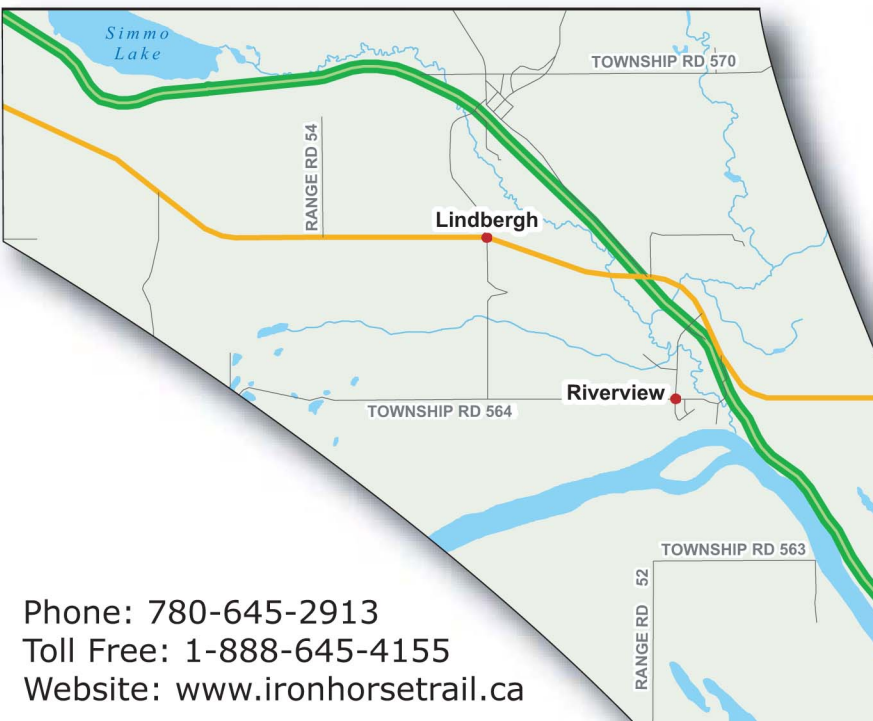 Simmo
Lake
TOWNSHIP RD 570
RANGE RD 54
Lindbergh
Riverview
TOWNSHIP RD 564
TOWNSHIP RD 563
RANGE RD 52
Phone: 780-645-2913
Toll Free: 1-888-645-4155
Website: www.ironhorsetrail.ca